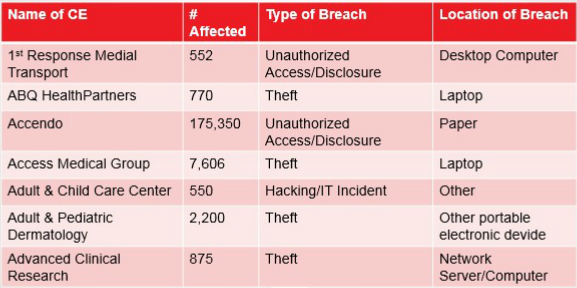 Name of CE # Affected Type of Breach Location of Breach
1st Response Medial Transport 552 Unauthorized Access/Disclosure Desktop Computer
ABQ HealthPartners 770 Theft Laptop
Accendo 175,350 Unauthorized Access/Disclosure Paper
Access Medical Group 7,606 Theft Laptop
Adult & Child Care Center 550 Hacking/IT Incident Other
Adult & Pediatric Dermatology 2,200 Theft Other portable electronic devide
Advanced Clinical Research 875 Theft Network Server/Computer